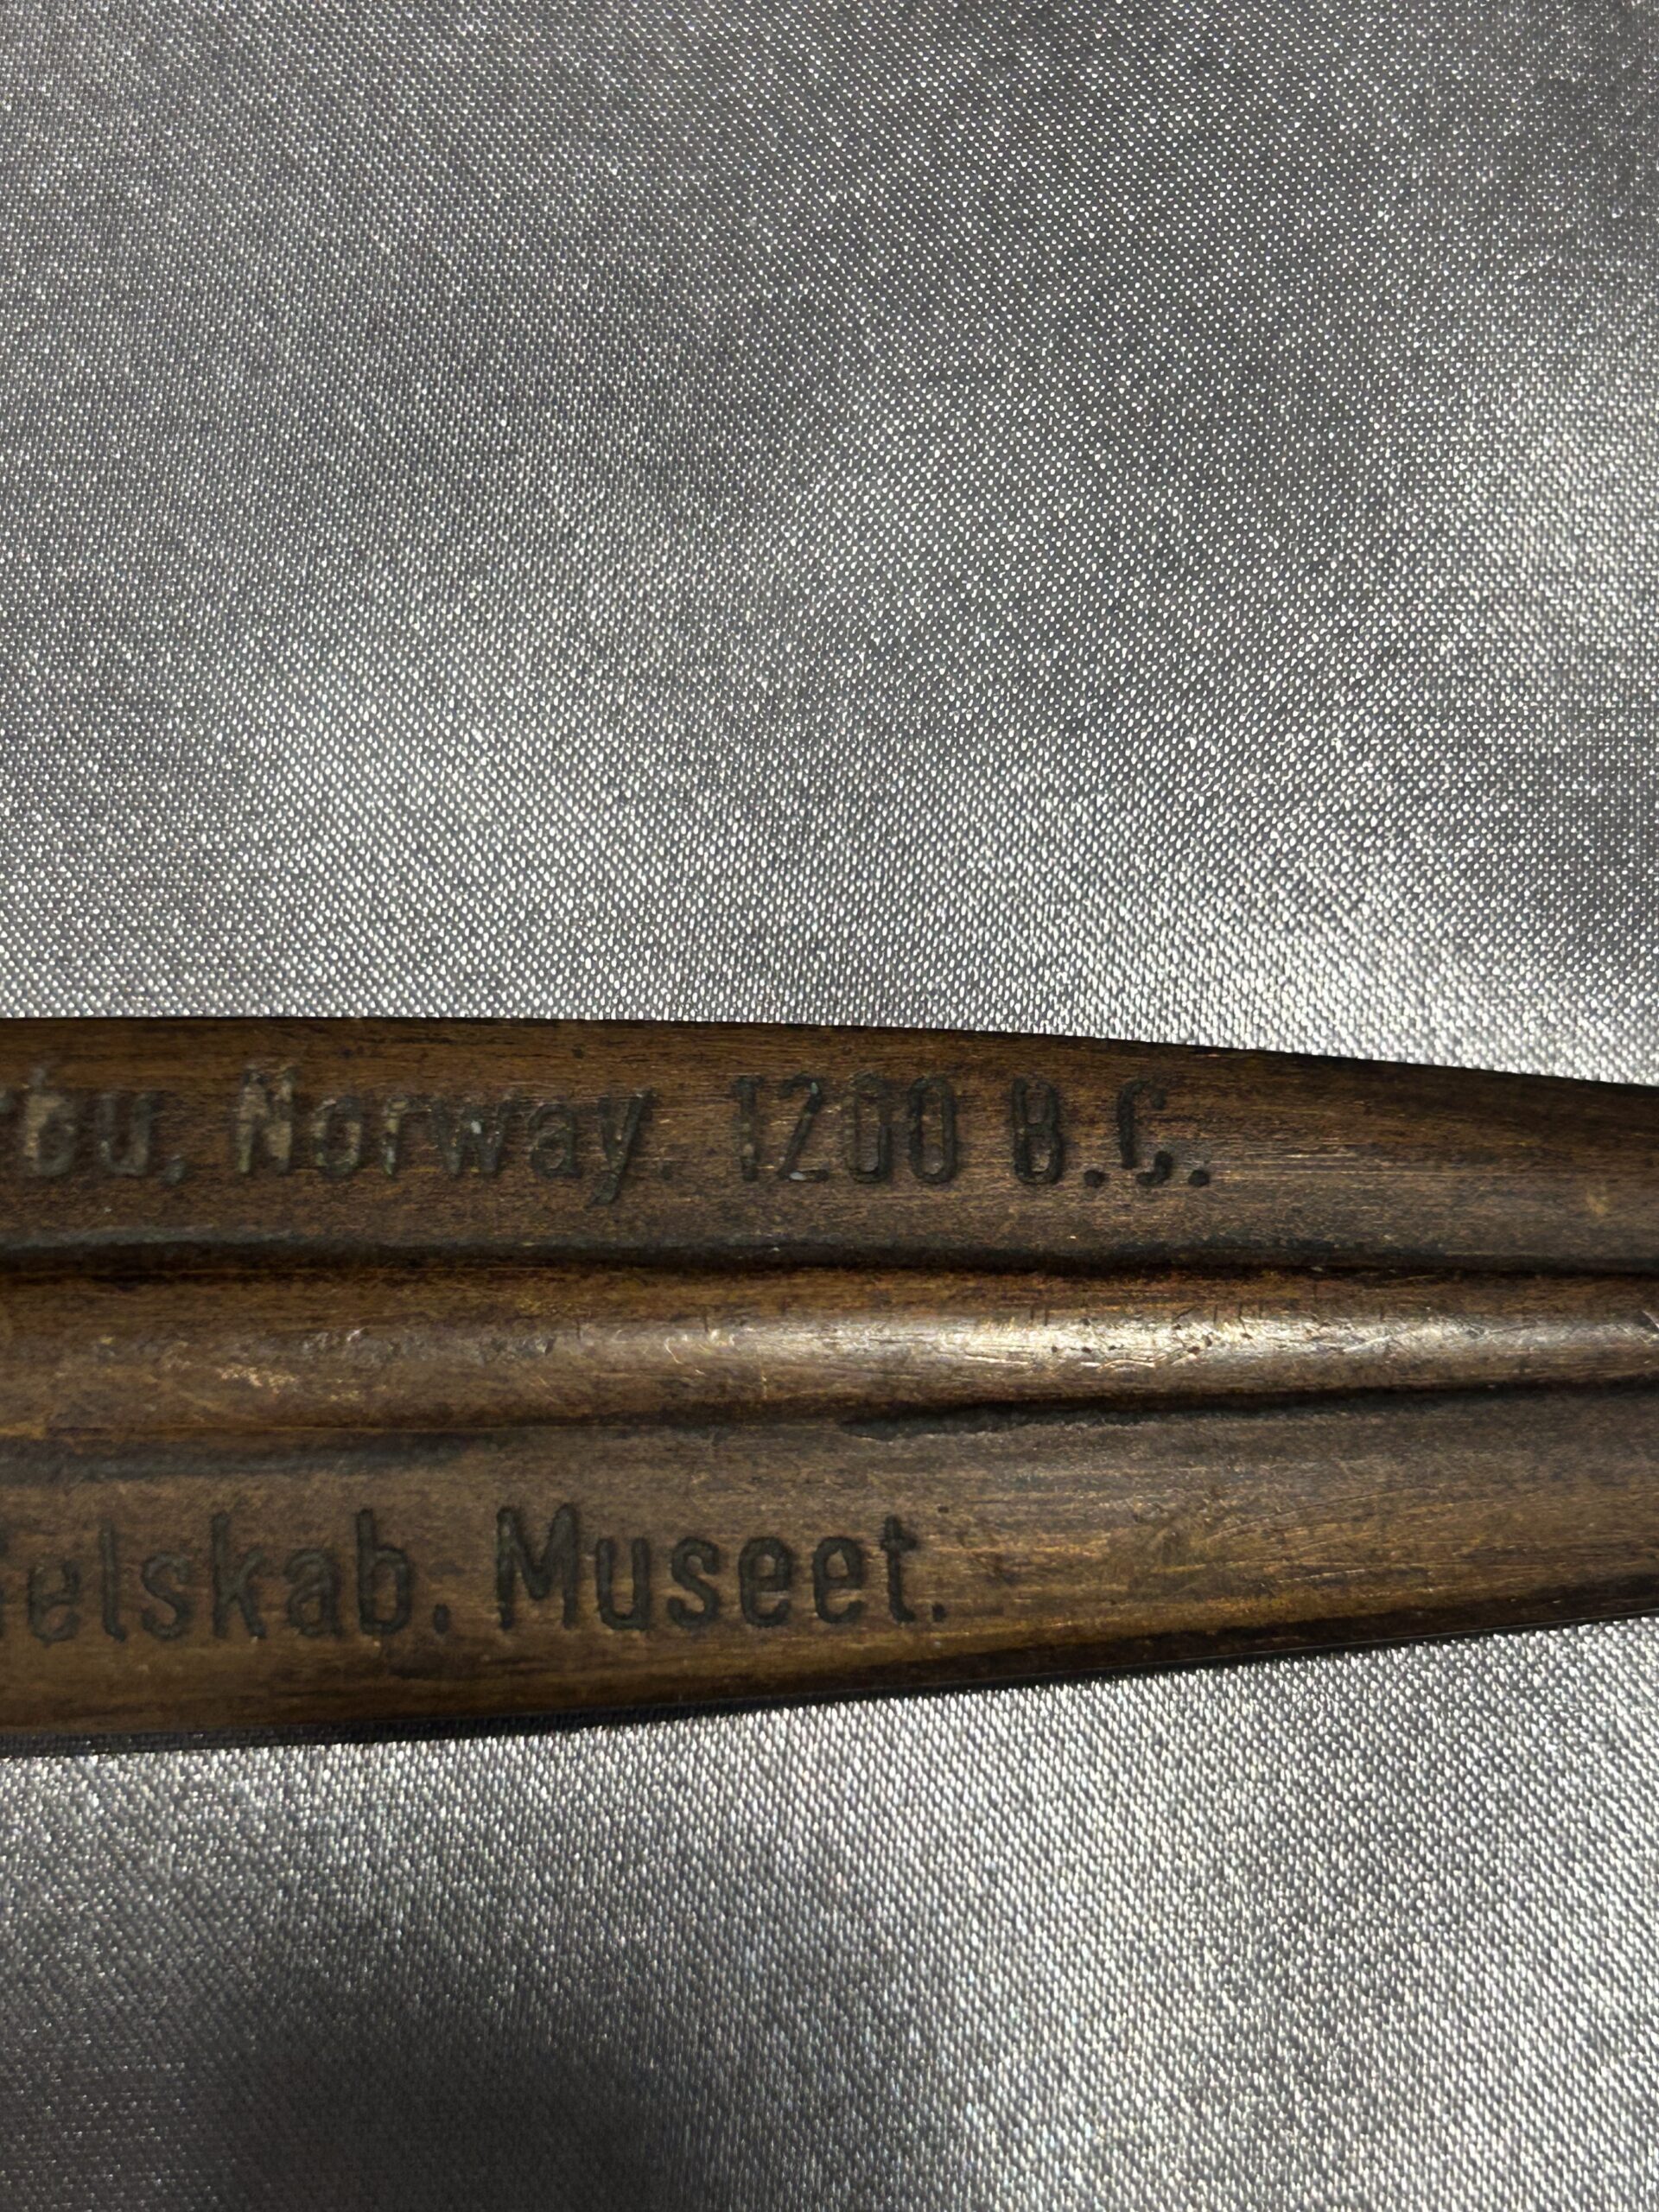 rbu, Norway. 1200 B.C.
elskab. Museet.